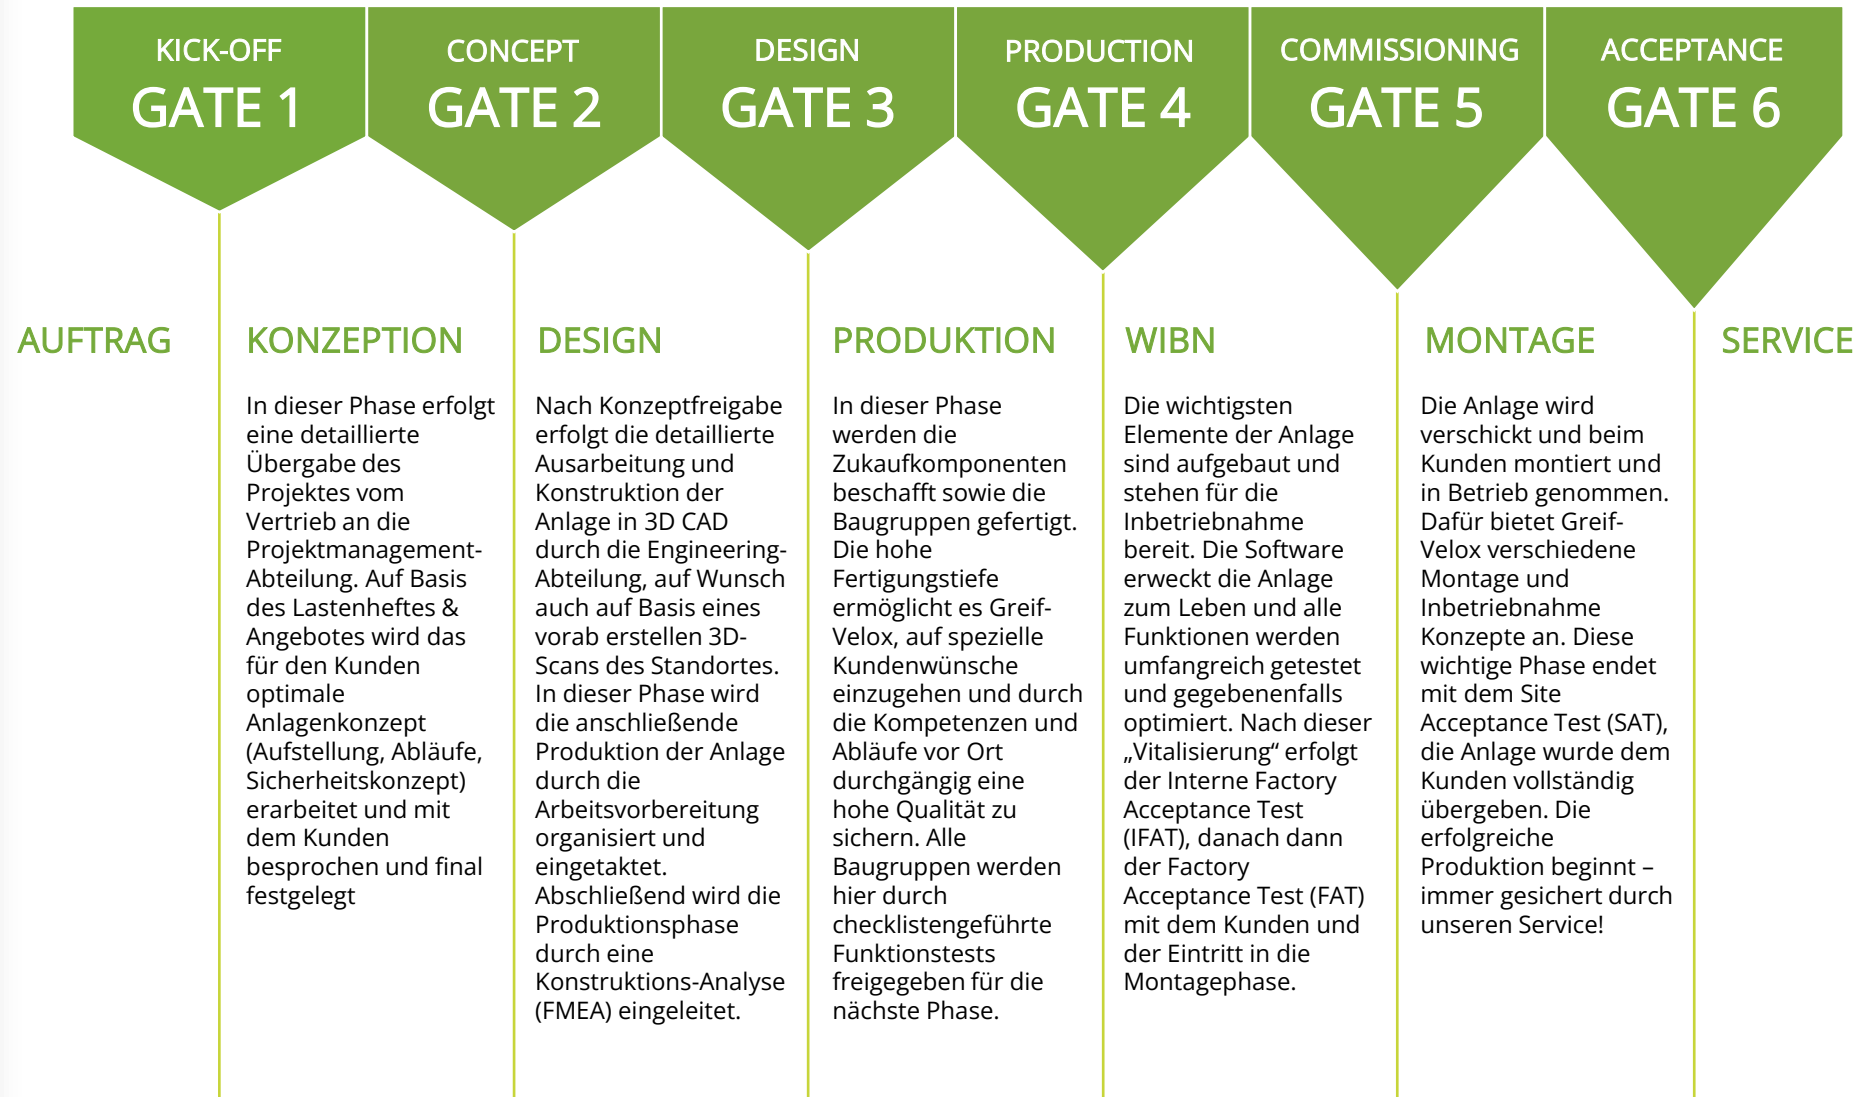 KICK-OFF
GATE 1
CONCEPT
GATE 2
DESIGN
GATE 3
PRODUCTION
GATE 4
COMMISSIONING
GATE 5
ACCEPTANCE
GATE 6
AUFTRAG
KONZEPTION
In dieser Phase erfolgt
eine detaillierte
Übergabe des
Projektes vom
Vertrieb an die
Projektmanagement-
Abteilung. Auf Basis
des Lastenheftes &
Angebotes wird das
für den Kunden
optimale
Anlagenkonzept
(Aufstellung, Abläufe,
Sicherheitskonzept)
erarbeitet und mit
dem Kunden
besprochen und final
festgelegt
DESIGN
Nach Konzeptfreigabe
erfolgt die detaillierte
Ausarbeitung und
Konstruktion der
Anlage in 3D CAD
durch die Engineering-
Abteilung, auf Wunsch
auch auf Basis eines
vorab erstellen 3D-
Scans des Standortes.
In dieser Phase wird
die anschließende
Produktion der Anlage
durch die
Arbeitsvorbereitung
organisiert und
eingetaktet.
Abschließend wird die
Produktionsphase
durch eine
Konstruktions-Analyse
(FMEA) eingeleitet.
PRODUKTION
In dieser Phase
werden die
Zukaufkomponenten
beschafft sowie die
Baugruppen gefertigt.
Die hohe
Fertigungstiefe
ermöglicht es Greif-
Velox, auf spezielle
Kundenwünsche
einzugehen und durch
die Kompetenzen und
Abläufe vor Ort
durchgängig eine
hohe Qualität zu
sichern. Alle
Baugruppen werden
hier durch
checklistengeführte
Funktionstests
freigegeben für die
nächste Phase.
WIBN
Die wichtigsten
Elemente der Anlage
sind aufgebaut und
stehen für die
Inbetriebnahme
bereit. Die Software
erweckt die Anlage
zum Leben und alle
Funktionen werden
umfangreich getestet
und gegebenenfalls
optimiert. Nach dieser
„Vitalisierung“ erfolgt
der Interne Factory
Acceptance Test
(IFAT), danach dann
der Factory
Acceptance Test (FAT)
mit dem Kunden und
der Eintritt in die
Montagephase.
MONTAGE
Die Anlage wird
verschickt und beim
Kunden montiert und
in Betrieb genommen.
Dafür bietet Greif-
Velox verschiedene
Montage und
Inbetriebnahme
Konzepte an. Diese
wichtige Phase endet
mit dem Site
Acceptance Test (SAT),
die Anlage wurde dem
Kunden vollständig
übergeben. Die
erfolgreiche
Produktion beginnt –
immer gesichert durch
unseren Service!
SERVICE